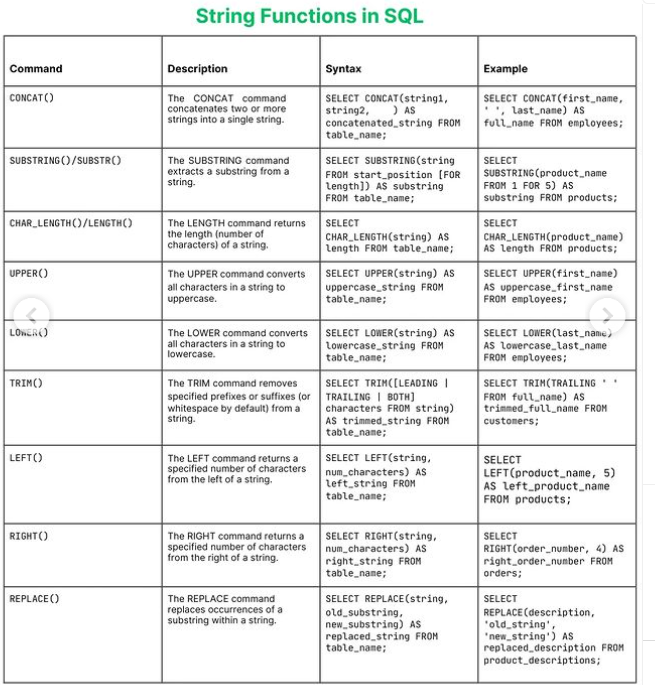 String Functions in SQL
Command
Description
Syntax
Example
CONCAT()
The CONCAT command
concatenates two or more
strings into a single string.
SELECT CONCAT(string1,
string2, ) AS
concatenated_string FROM
table_name;
SELECT CONCAT(first_name,
' ', last_name) AS
full_name FROM employees;
SUBSTRING()/SUBSTR()
The SUBSTRING command
extracts a substring from a
string.
SELECT SUBSTRING(string
FROM start_position [FOR
length]) AS substring
FROM table_name;
SELECT
SUBSTRING(product_name
FROM 1 FOR 5) AS
substring FROM products;
CHAR_LENGTH()/LENGTH()
The LENGTH command returns
the length (number of
characters) of a string.
SELECT
CHAR_LENGTH(string) AS
length FROM table_name;
SELECT
CHAR_LENGTH(product_name)
AS length FROM products;
UPPER()
The UPPER command converts
all characters in a string to
uppercase.
SELECT UPPER(string) AS
uppercase_string FROM
table_name;
SELECT UPPER(first_name)
AS uppercase_first_name
FROM employees;
LOWER()
The LOWER command converts
all characters in a string to
lowercase.
SELECT LOWER(string) AS
lowercase_string FROM
table_name;
SELECT LOWER(last_name)
AS lowercase_last_name
FROM employees;
TRIM()
The TRIM command removes
specified prefixes or suffixes (or
whitespace by default) from a
string.
SELECT TRIM([LEADING |
TRAILING | BOTH]
characters FROM string)
AS trimmed_string FROM
table_name;
SELECT TRIM(TRAILING ' '
FROM full_name) AS
trimmed_full_name FROM
customers;
LEFT()
The LEFT command returns a
specified number of characters
from the left of a string.
SELECT LEFT(string,
num_characters) AS
left_string FROM
table_name;
SELECT
LEFT(product_name, 5)
AS left_product_name
FROM products;
RIGHT()
The RIGHT command returns a
specified number of characters
from the right of a string.
SELECT RIGHT(string,
num_characters) AS
right_string FROM
table_name;
SELECT
RIGHT(order_number, 4) AS
right_order_number FROM
orders;
REPLACE()
The REPLACE command
replaces occurrences of a
substring within a string.
SELECT REPLACE(string,
old_substring,
new_substring) AS
replaced_string FROM
table_name;
SELECT
REPLACE(description,
'old_string',
'new_string') AS
replaced_description FROM
product_descriptions;